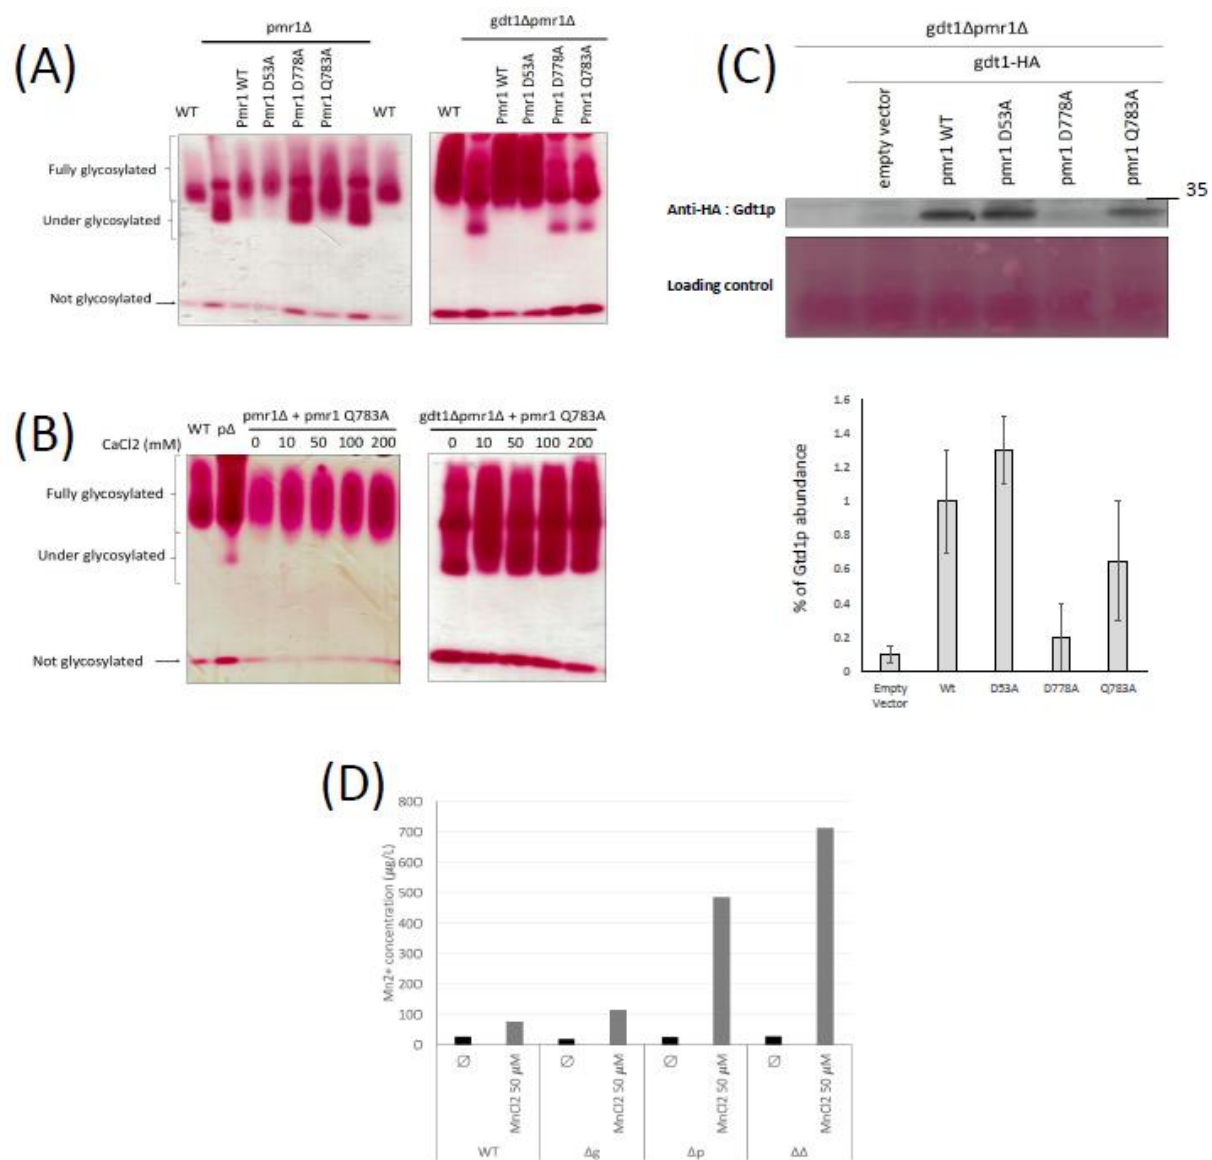 (A)
pmr1Δ
WT
Pmr1 WT
Pmr1 D53A
Pmr1 D778A
Pmr1 Q783A
WT
Fully glycosylated
Under glycosylated
Not glycosylated
gdt1Δpmr1Δ
WT
Pmr1 WT
Pmr1 D53A
Pmr1 D778A
Pmr1 Q783A
(C)
gdt1Δpmr1Δ
gdt1-HA
empty vector
pmr1 WT
pmr1 D53A
pmr1 D778A
pmr1 Q783A
35
Anti-HA : Gdt1p
Loading control
(B)
WT pΔ
pmr1Δ + pmr1 Q783A
CaCl2 (mM) 0 10 50 100 200
gdt1Δpmr1Δ + pmr1 Q783A
0 10 50 100 200
Fully glycosylated
Under glycosylated
Not glycosylated
% of Gtd1p abundance
1.6
1.4
1.2
1
0.8
0.6
0.4
0.2
0
Empty Vector
Wt
D53A
D778A
Q783A
(D)
Mn2+ concentration (µg/L)
800
700
600
500
400
300
200
100
0
∅
MnCl2 50 µM
∅
MnCl2 50 µM
∅
MnCl2 50 µM
∅
MnCl2 50 µM
WT
Δg
Δp
ΔΔ